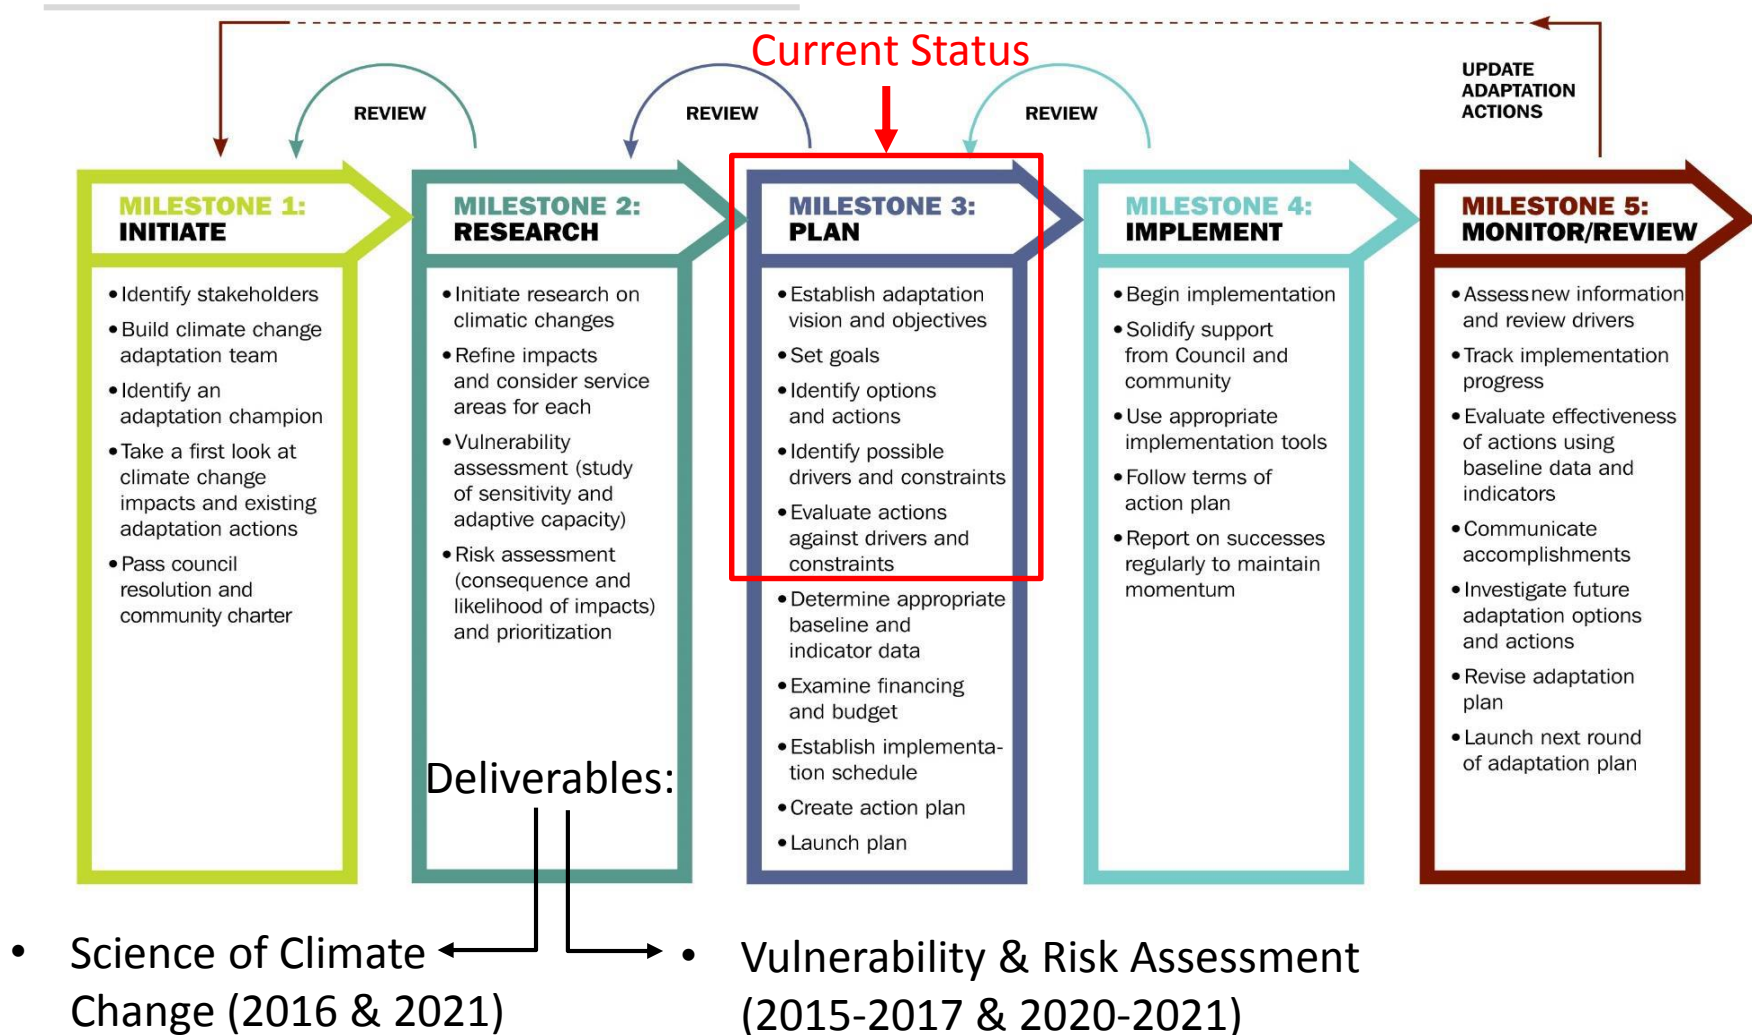 Current Status
UPDATE
ADAPTATION
ACTIONS
REVIEW
REVIEW
REVIEW
MILESTONE 1:
INITIATE
• Identify stakeholders
• Build climate change
adaptation team
• Identify an
adaptation champion
• Take a first look at
climate change
impacts and existing
adaptation actions
• Pass council
resolution and
community charter
MILESTONE 2:
RESEARCH
• Initiate research on
climatic changes
• Refine impacts
and consider service
areas for each
• Vulnerability
assessment (study
of sensitivity and
adaptive capacity)
• Risk assessment
(consequence and
likelihood of impacts)
and prioritization
MILESTONE 3:
PLAN
• Establish adaptation
vision and objectives
• Set goals
• Identify options
and actions
• Identify possible
drivers and constraints
• Evaluate actions
against drivers and
constraints
• Determine appropriate
baseline and
indicator data
• Examine financing
and budget
• Establish implementa-
tion schedule
• Create action plan
• Launch plan
MILESTONE 4:
IMPLEMENT
• Begin implementation
• Solidify support
from Council and
community
• Use appropriate
implementation tools
• Follow terms of
action plan
• Report on successes
regularly to maintain
momentum
MILESTONE 5:
MONITOR/REVIEW
• Assess new information
and review drivers
• Track implementation
progress
• Evaluate effectiveness
of actions using
baseline data and
indicators
• Communicate
accomplishments
• Investigate future
adaptation options
and actions
• Revise adaptation
plan
• Launch next round
of adaptation plan
Deliverables:
• Science of Climate
Change (2016 & 2021)
• Vulnerability & Risk Assessment
(2015-2017 & 2020-2021)